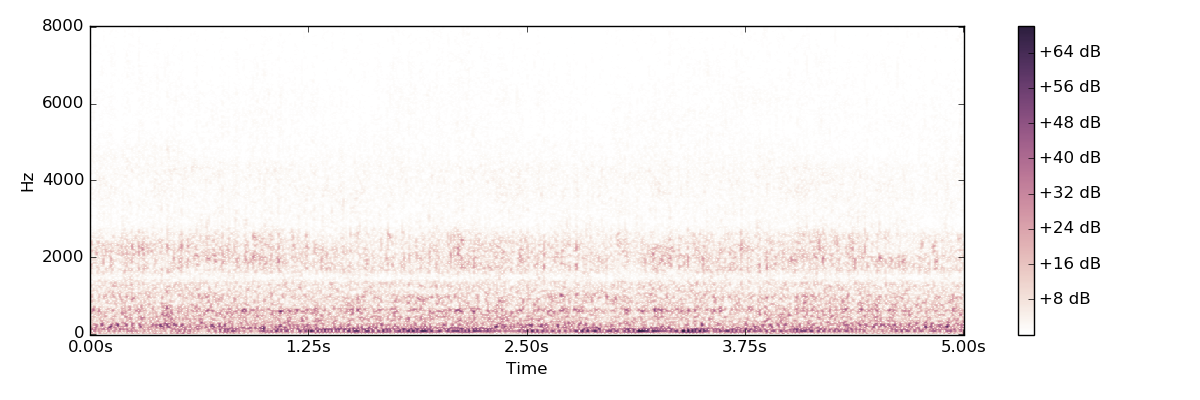 8000
6000
4000
2000
0
Hz
0.00s 1.25s 2.50s 3.75s 5.00s
Time
+64 dB
+56 dB
+48 dB
+40 dB
+32 dB
+24 dB
+16 dB
+8 dB